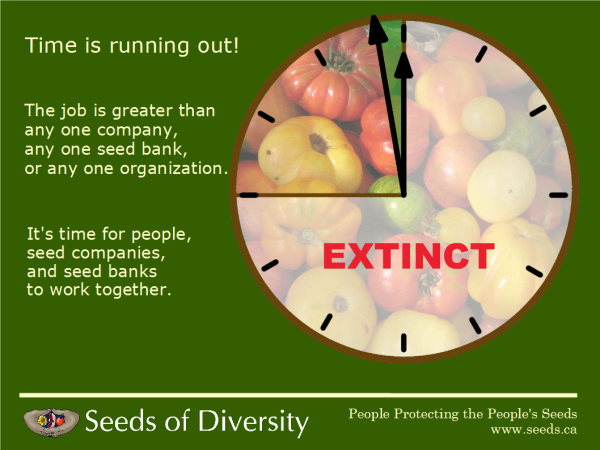 Time is running out!
The job is greater than
any one company,
any one seed bank,
or any one organization.
It's time for people,
seed companies,
and seed banks
to work together.
EXTINCT
Seeds of Diversity
People Protecting the People's Seeds
www.seeds.ca